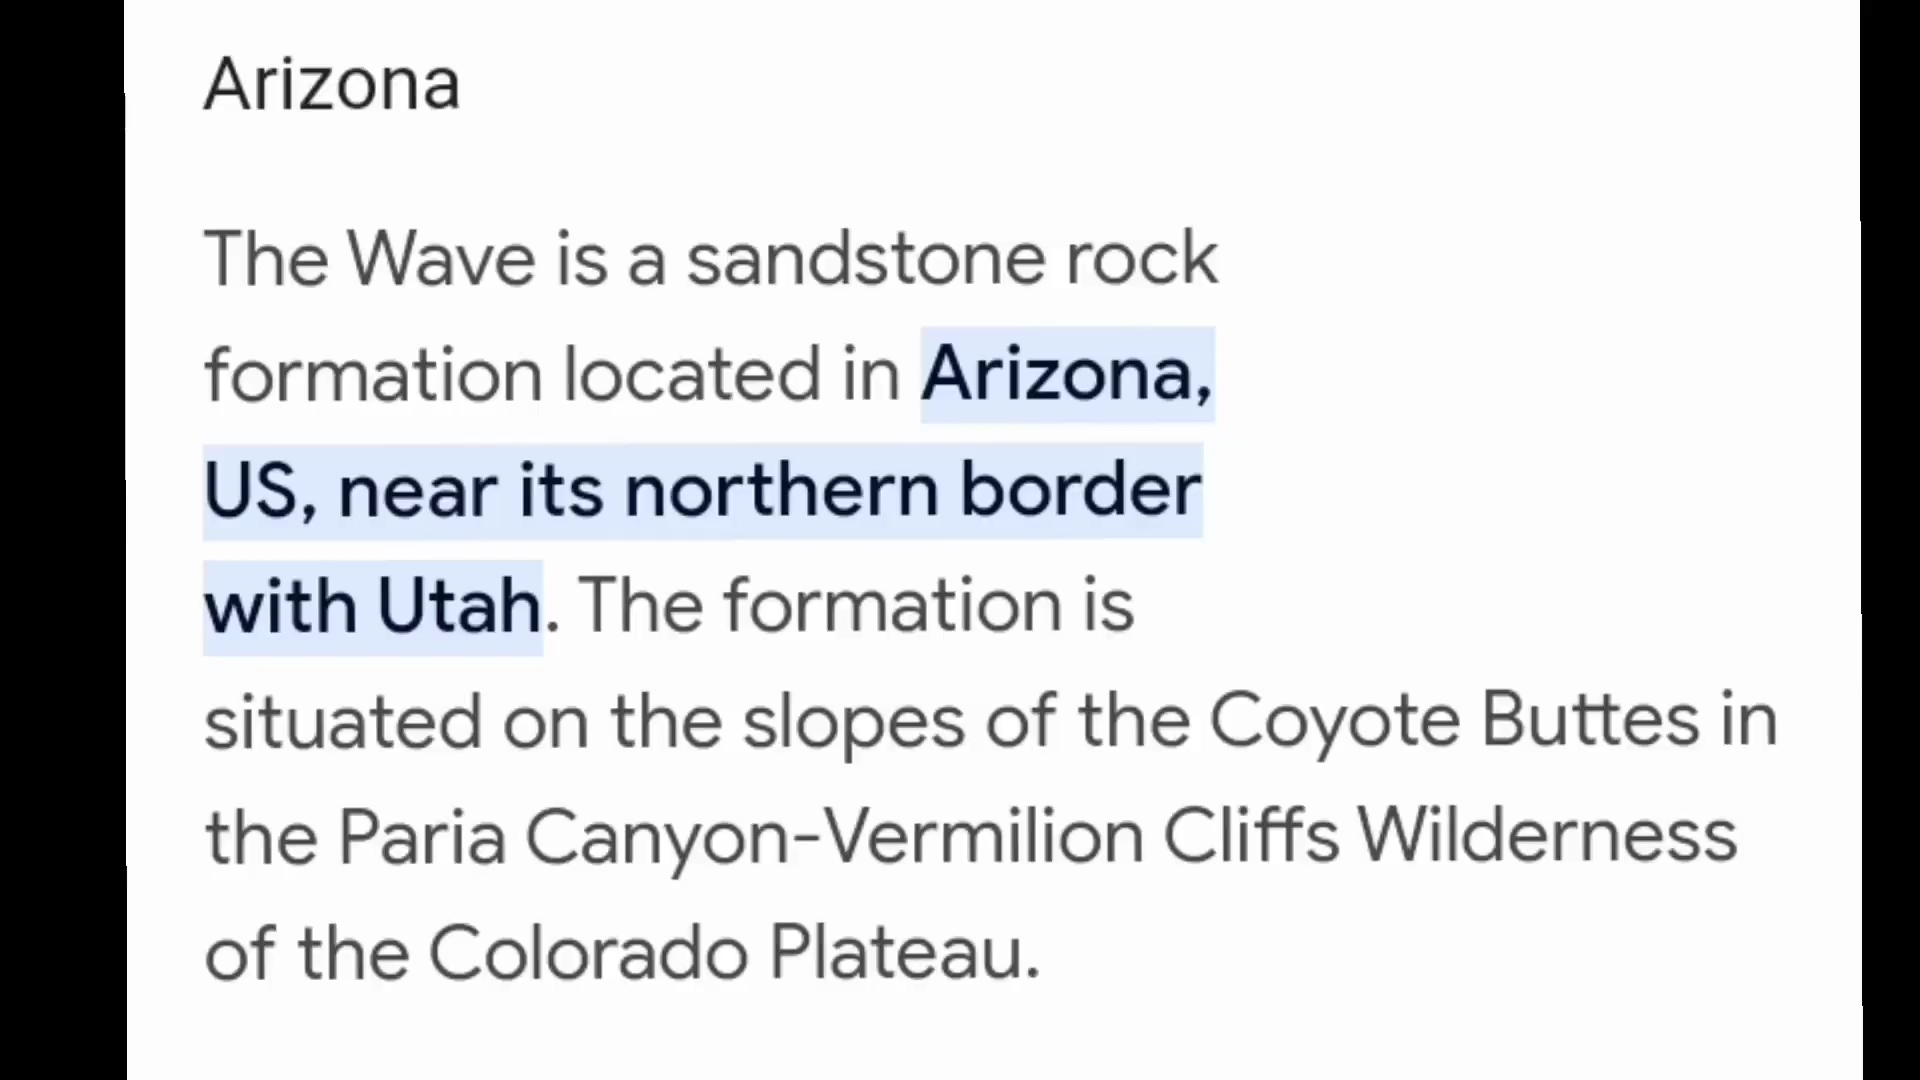 Arizona
The Wave is a sandstone rock
formation located in Arizona,
US, near its northern border
with Utah. The formation is
situated on the slopes of the Coyote Buttes in
the Paria Canyon-Vermilion Cliffs Wilderness
of the Colorado Plateau.